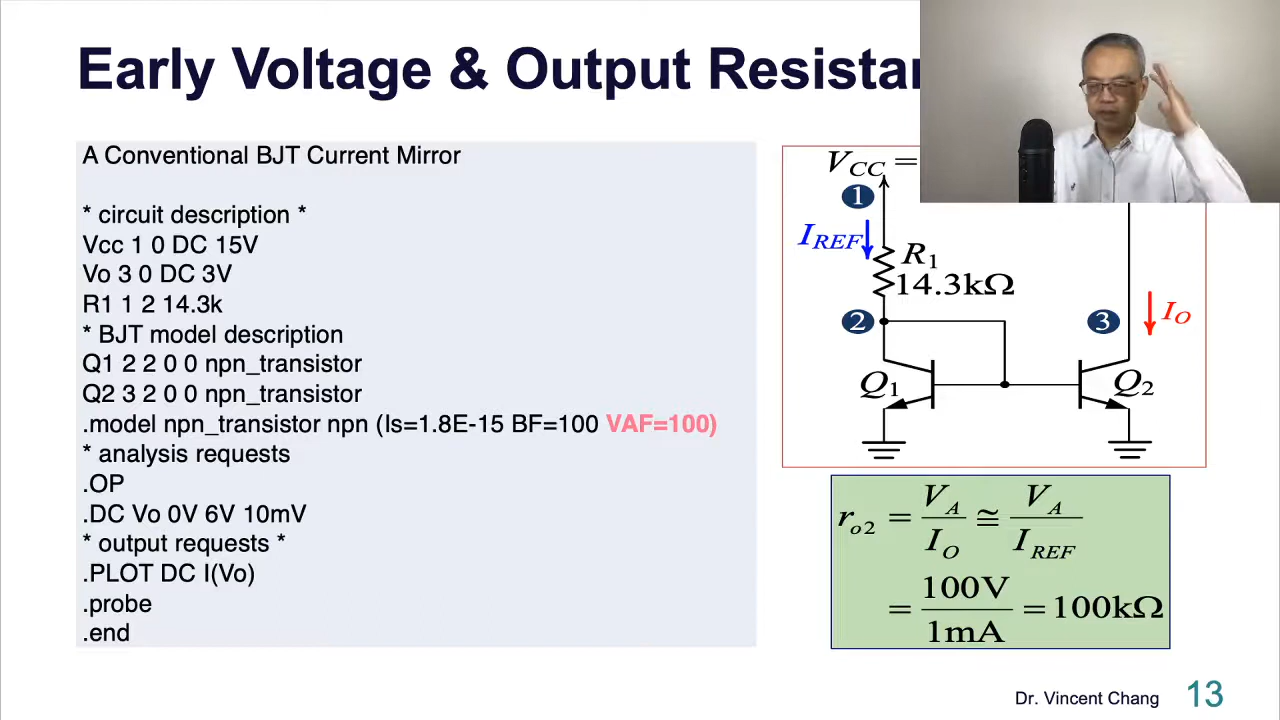 Early Voltage & Output
A Conventional BJT Current Mirror
* circuit description *
Vcc 1 0 DC 15V
Vo 3 0 DC 3V
R1 1 2 14.3k
* BJT model description
Q1 2 2 0 0 npn_transistor
Q2 3 2 0 0 npn_transistor
.model npn_transistor npn (Is=1.8E-15 BF=100 VAF=100)
* analysis requests
.OP
.DC Vo 0V 6V 10mV
* output requests *
.PLOT DC I(Vo)
.probe
.end
V_CC =
1
I_REF
R_1
14.3kΩ
2
3
I_O
Q_1
Q_2
r_o2 = V_A / I_O ≅ V_A / I_REF
= 100V / 1mA = 100kΩ
Dr. Vincent Chang 13